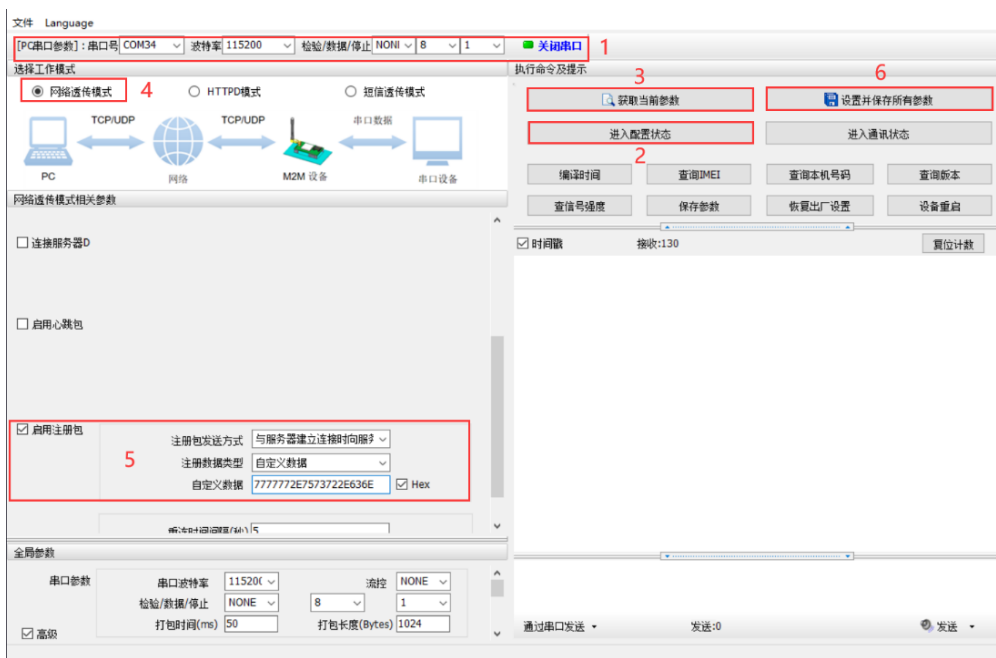 文件 Language
[PC串口参数]:串口号 COM34 波特率 115200 检验/数据/停止 NONI 8 1 关闭串口 1
选择工作模式 执行命令及提示
网络透传模式 4 HTTPD模式 短信透传模式
3 6
获取当前参数 设置并保存所有参数
TCP/UDP TCP/UDP 串口数据
进入配置状态 进入通讯状态
2
PC 网络 M2M 设备 串口设备
编译时间 查询IMEI 查询本机号码 查询版本
网络透传模式相关参数
查信号强度 保存参数 恢复出厂设置 设备重启
连接服务器D
时间戳 接收:130 复位计数
启用心跳包
启用注册包
注册包发送方式 与服务器建立连接时向服务
5 注册数据类型 自定义数据
自定义数据 7777772E7573722E636E Hex
重连时间间隔(秒) 5
全局参数
串口参数 串口波特率 11520( 流控 NONE
检验/数据/停止 NONE 8 1
打包时间(ms) 50 打包长度(Bytes) 1024
高级
通过串口发送 发送:0 发送